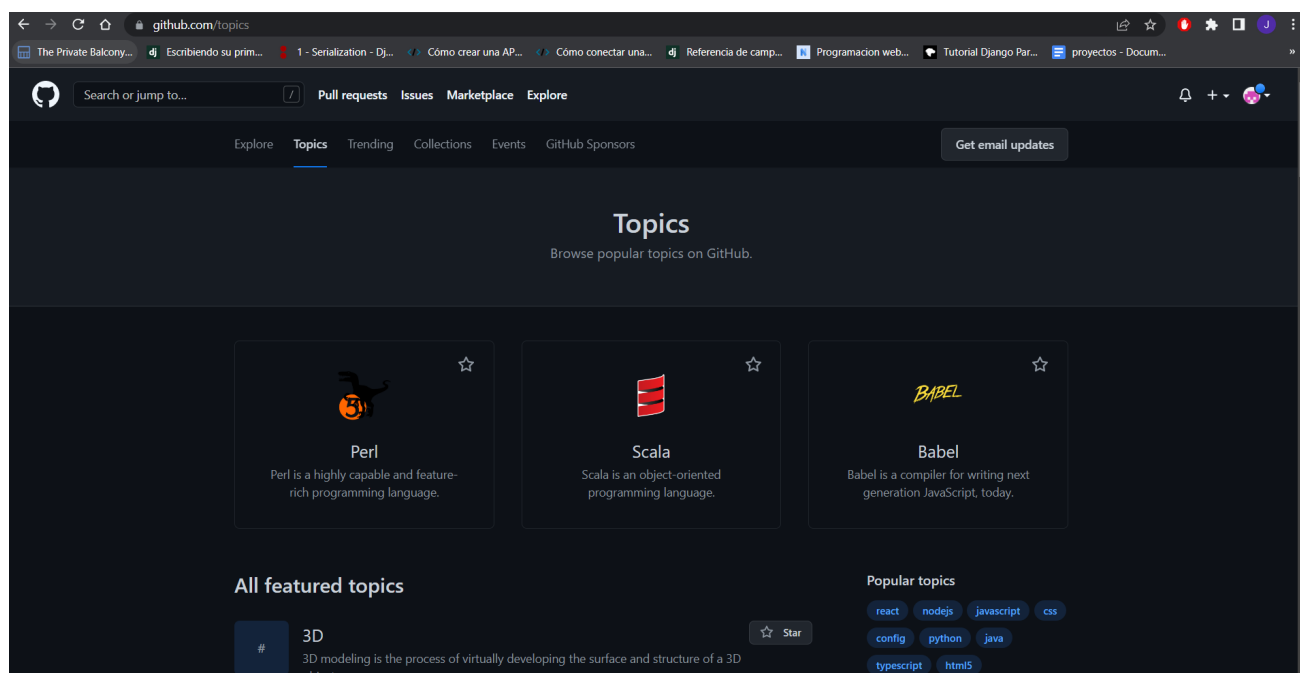 github.com/topics
J
The Private Balcony... dj Escribiendo su prim... 1 - Serialization - Dj... Cómo crear una AP... Cómo conectar una... dj Referencia de camp... K Programacion web... Tutorial Django Par... proyectos - Docum... »
Search or jump to... / Pull requests Issues Marketplace Explore
Explore Topics Trending Collections Events GitHub Sponsors Get email updates
Topics
Browse popular topics on GitHub.
Perl
Perl is a highly capable and feature-
rich programming language.
Scala
Scala is an object-oriented
programming language.
BABEL
Babel
Babel is a compiler for writing next
generation JavaScript, today.
All featured topics
#
3D
Star
3D modeling is the process of virtually developing the surface and structure of a 3D
Popular topics
react nodejs javascript css
config python java
typescript html5